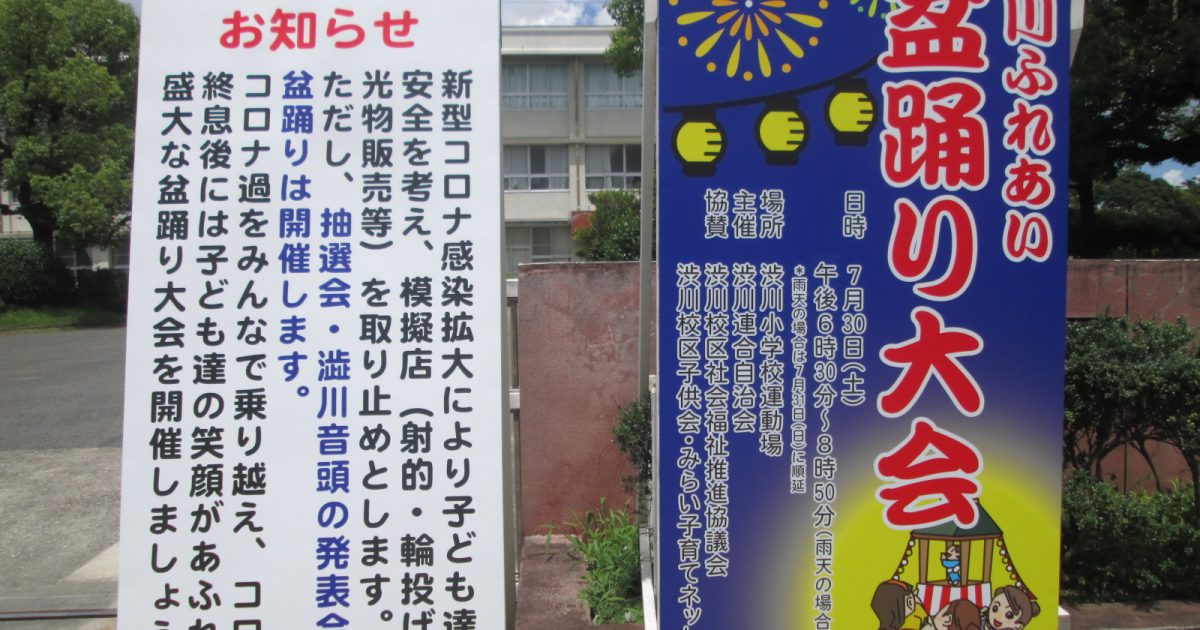 お知らせ
新型コロナ感染拡大により子ども達
安全を考え、模擬店（射的・輪投げ
光物販売等）を取り止めとします。
ただし、抽選会・澁川音頭の発表会
盆踊りは開催します。
コロナ過をみんなで乗り越え、コロ
終息後には子ども達の笑顔があふれ
盛大な盆踊り大会を開催しましょう
川ふれあい
盆踊り大会
日時 7月30日(土)
午後6時30分〜8時50分(雨天の場合
*雨天の場合は7月31日(日)に順延
場所 渋川小学校運動場
主催 渋川連合自治会
協賛 渋川校区社会福祉推進協議会
渋川校区子供会・みらい子育てネッ